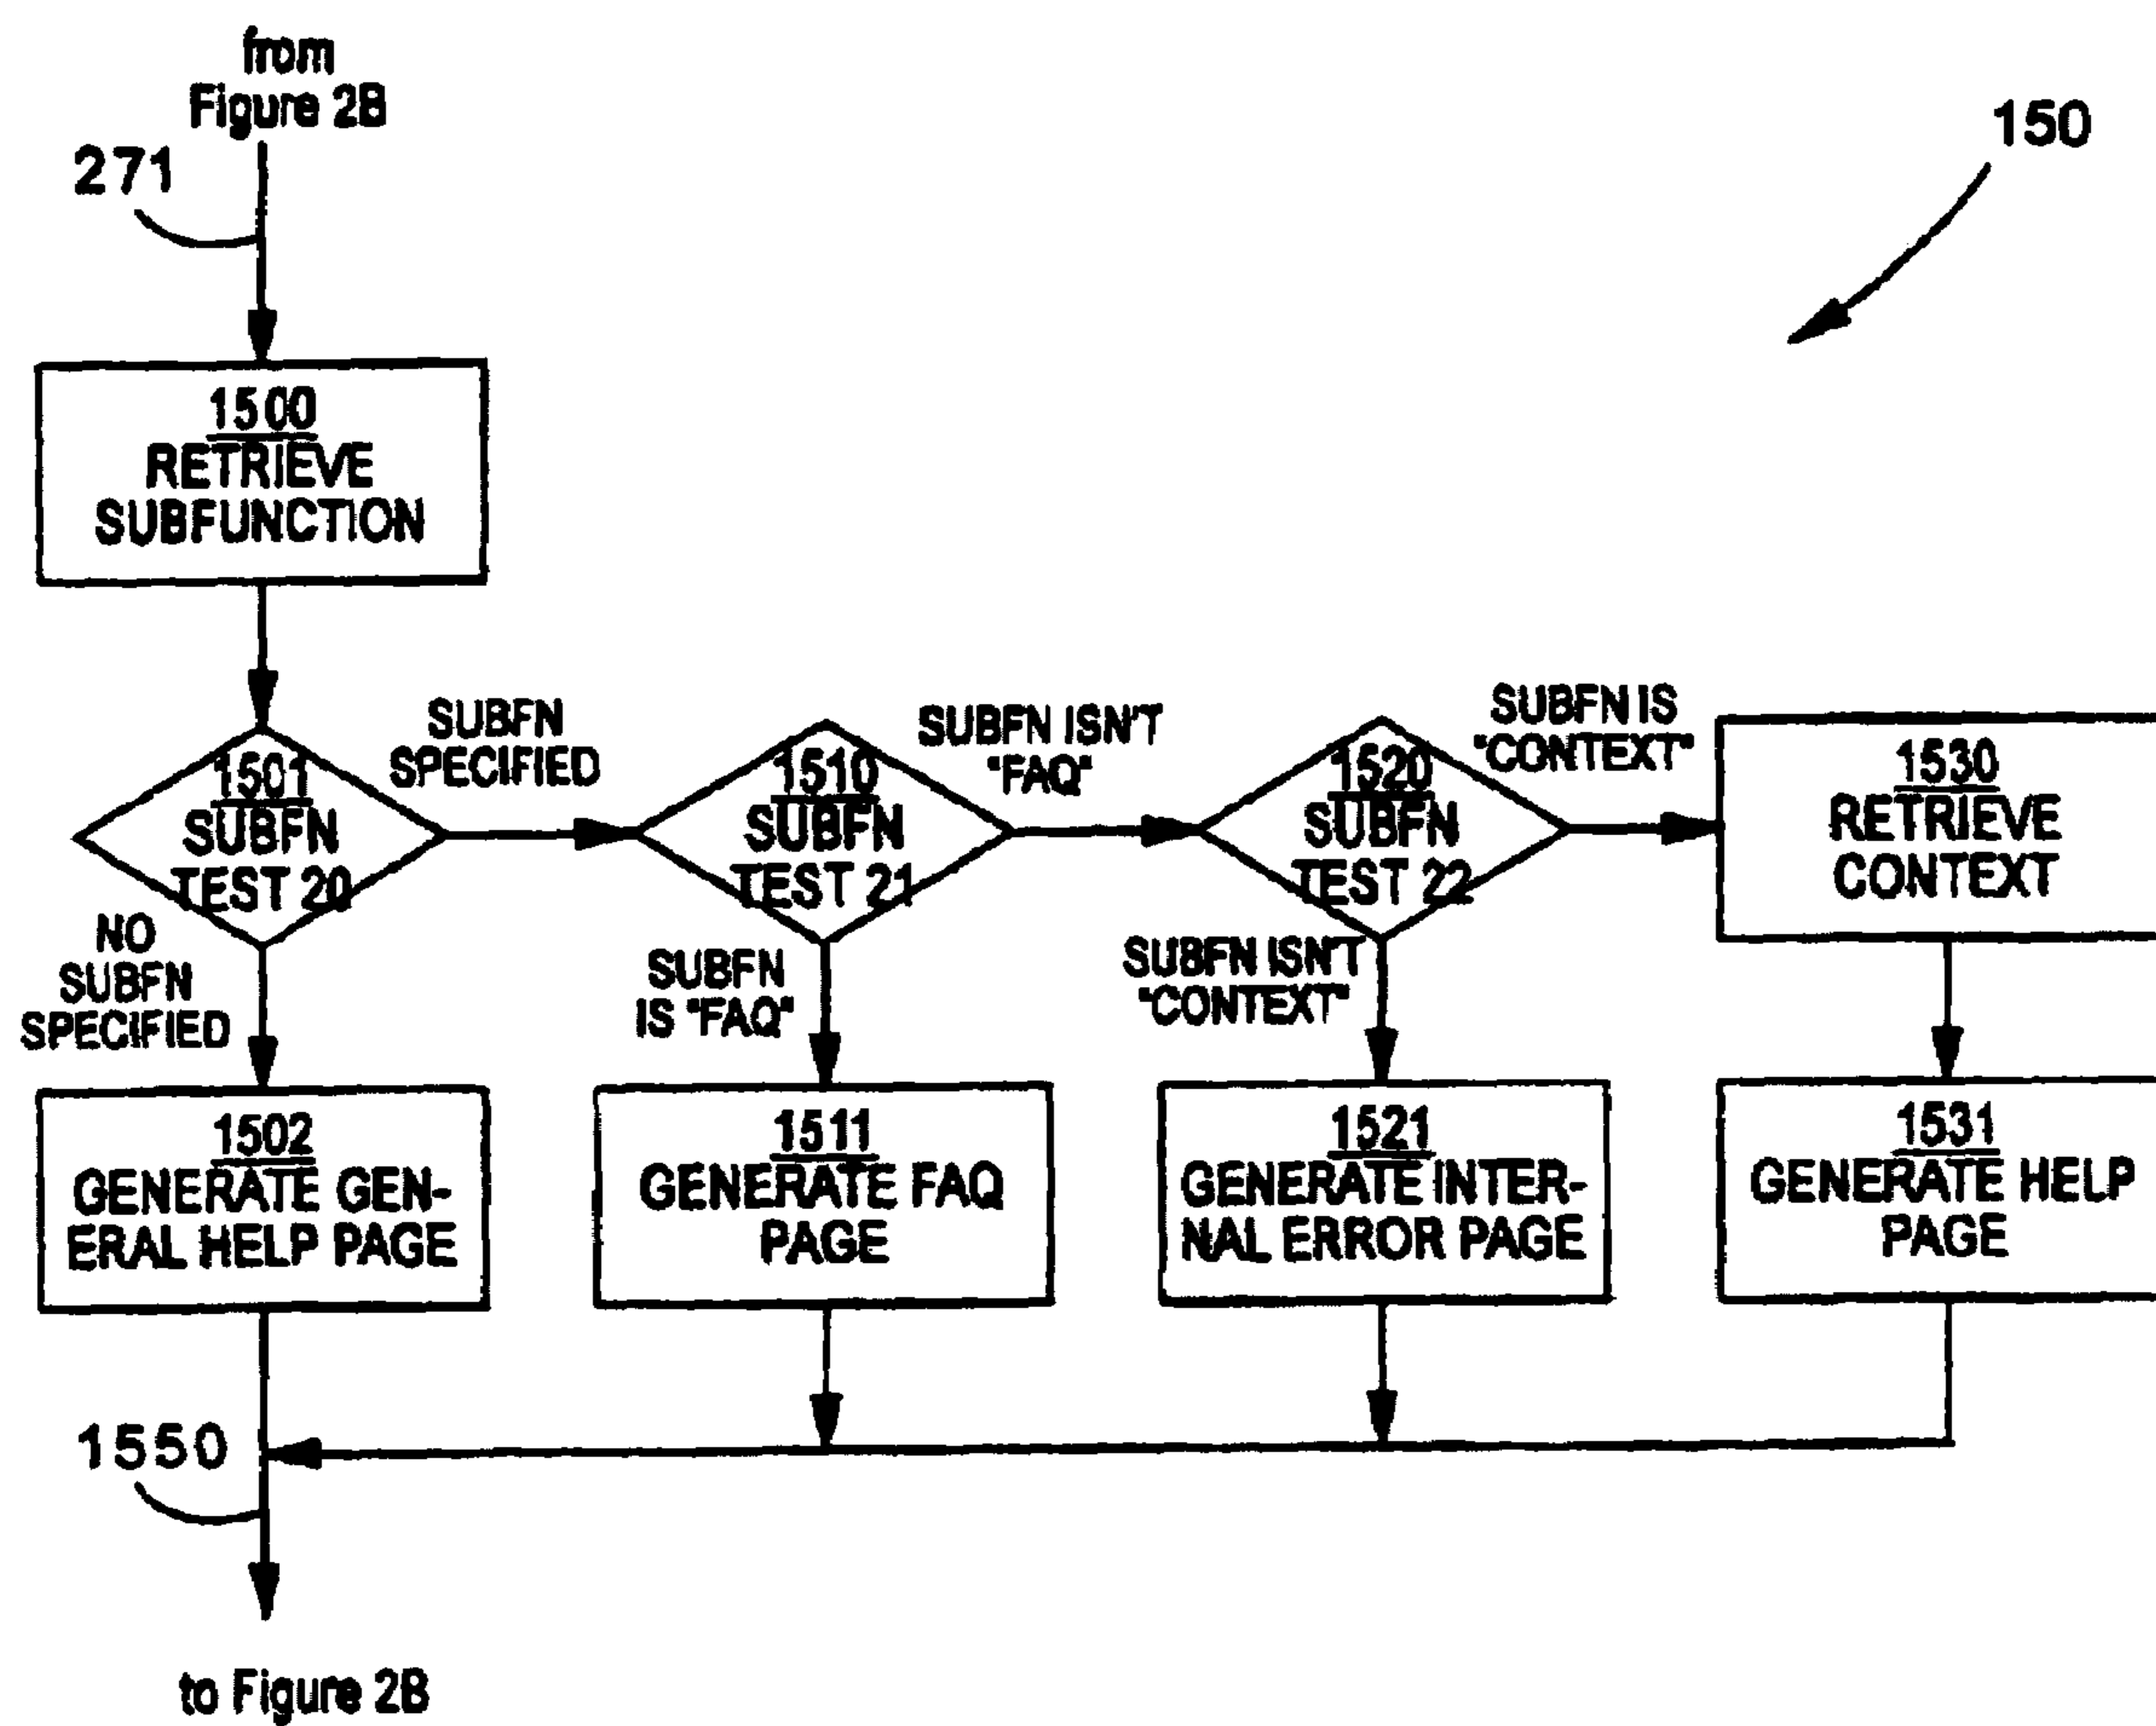 from
Figure 2B
271
150
1500
RETRIEVE
SUBFUNCTION
1501
SUBFN
TEST 20
SUBFN
SPECIFIED
1510
SUBFN
TEST 21
SUBFN ISN'T
"FAQ"
1520
SUBFN
TEST 22
SUBFN IS
"CONTEXT"
1530
RETRIEVE
CONTEXT
NO
SUBFN
SPECIFIED
SUBFN
IS "FAQ"
SUBFN ISN'T
"CONTEXT"
1502
GENERATE GEN-
ERAL HELP PAGE
1511
GENERATE FAQ
PAGE
1521
GENERATE INTER-
NAL ERROR PAGE
1531
GENERATE HELP
PAGE
1550
to Figure 2B